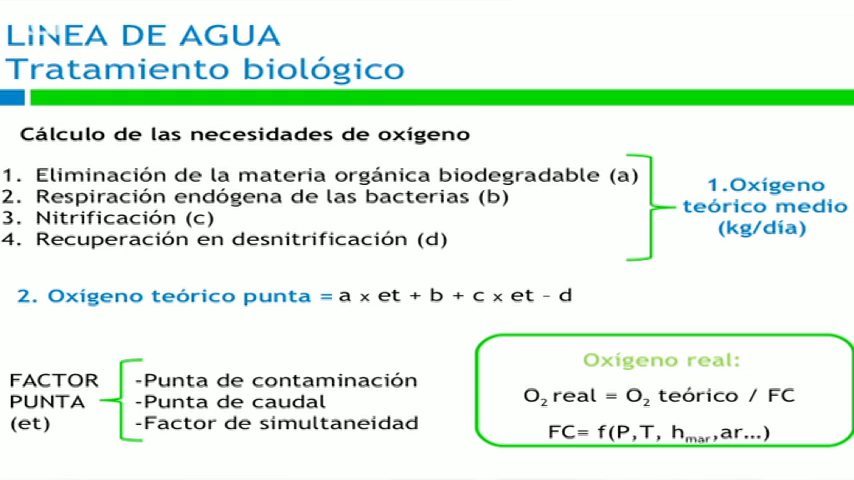 LINEA DE AGUA
Tratamiento biológico
Cálculo de las necesidades de oxígeno
1. Eliminación de la materia orgánica biodegradable (a)
2. Respiración endógena de las bacterias (b)
3. Nitrificación (c)
4. Recuperación en desnitrificación (d)
1.Oxígeno
teórico medio
(kg/día)
2. Oxígeno teórico punta = a x et + b + c x et - d
FACTOR
PUNTA
(et)
-Punta de contaminación
-Punta de caudal
-Factor de simultaneidad
Oxígeno real:
O2 real = O2 teórico / FC
FC= f(P,T, hmar,ar...)